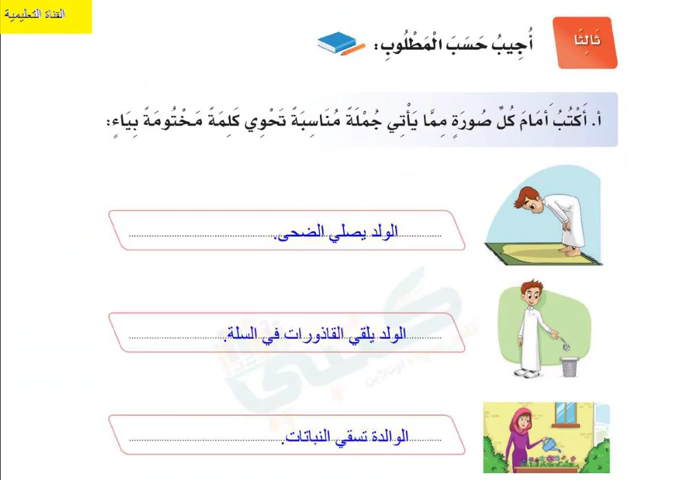 القناة التعليمية
ثَالِثًا
أُجِيبُ حَسَبَ الْمَطْلُوبِ:
أ. أَكْتُبُ أَمَامَ كُلِّ صُورَةٍ مِمَّا يَأْتِي جُمْلَةً مُنَاسِبَةً تَحْوِي كَلِمَةً مَخْتُومَةً بِيَاءٍ:
الولد يصلي الضحى.
الولد يلقي القاذورات في السلة.
الوالدة تسقي النباتات.